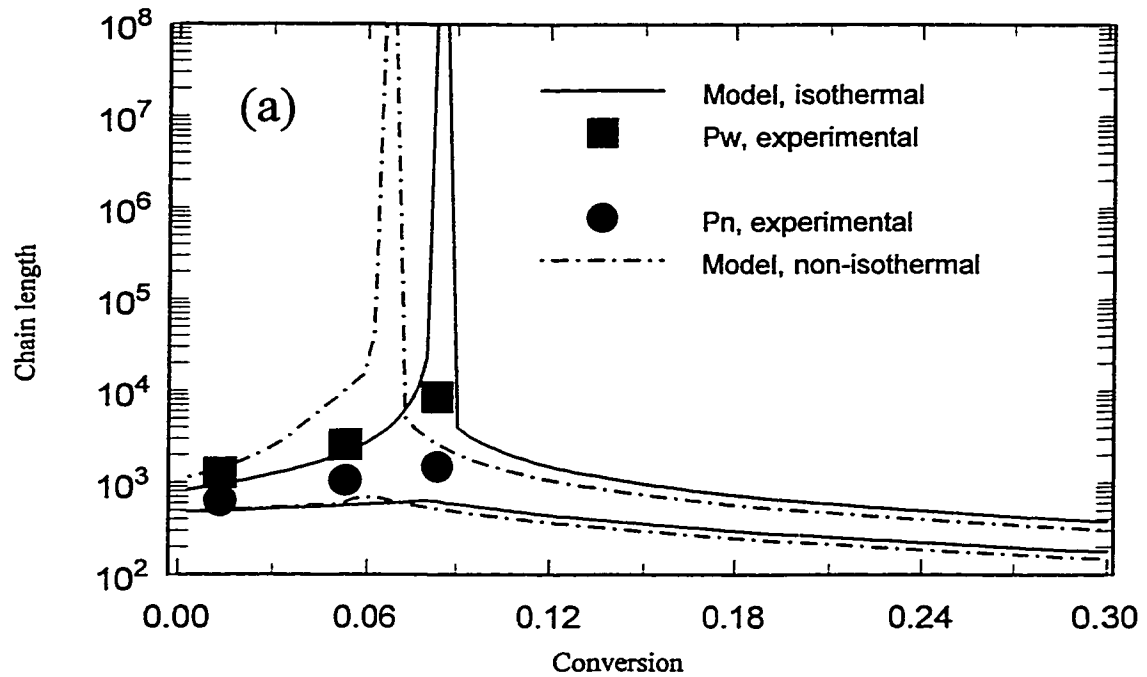 10^8
10^7
10^6
10^5
10^4
10^3
10^2
Chain length
(a)
Model, isothermal
Pw, experimental
Pn, experimental
Model, non-isothermal
0.00 0.06 0.12 0.18 0.24 0.30
Conversion